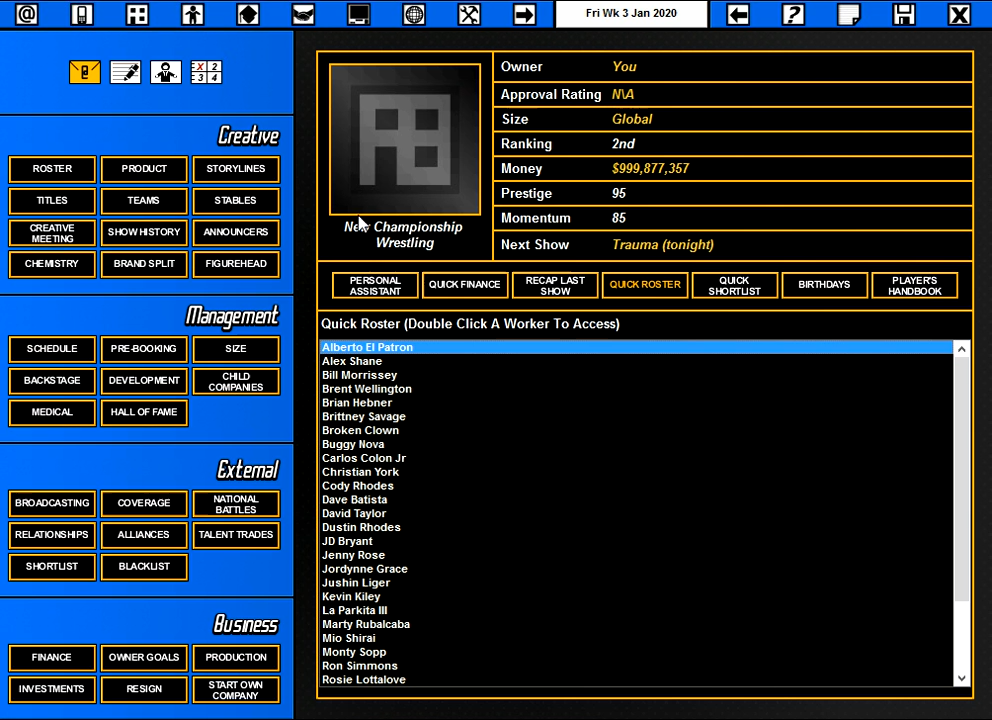 Fri Wk 3 Jan 2020
Creative
ROSTER
PRODUCT
STORYLINES
TITLES
TEAMS
STABLES
CREATIVE
MEETING
SHOW HISTORY
ANNOUNCERS
CHEMISTRY
BRAND SPLIT
FIGUREHEAD
Management
SCHEDULE
PRE-BOOKING
SIZE
BACKSTAGE
DEVELOPMENT
CHILD
COMPANIES
MEDICAL
HALL OF FAME
External
BROADCASTING
COVERAGE
NATIONAL
BATTLES
RELATIONSHIPS
ALLIANCES
TALENT TRADES
SHORTLIST
BLACKLIST
Business
FINANCE
OWNER GOALS
PRODUCTION
INVESTMENTS
RESIGN
START OWN
COMPANY
New Championship
Wrestling
Owner You
Approval Rating N\A
Size Global
Ranking 2nd
Money $999,877,357
Prestige 95
Momentum 85
Next Show Trauma (tonight)
PERSONAL
ASSISTANT
QUICK FINANCE
RECAP LAST
SHOW
QUICK ROSTER
QUICK
SHORTLIST
BIRTHDAYS
PLAYER'S
HANDBOOK
Quick Roster (Double Click A Worker To Access)
Alberto El Patron
Alex Shane
Bill Morrissey
Brent Wellington
Brian Hebner
Brittney Savage
Broken Clown
Buggy Nova
Carlos Colon Jr
Christian York
Cody Rhodes
Dave Batista
David Taylor
Dustin Rhodes
JD Bryant
Jenny Rose
Jordynne Grace
Jushin Liger
Kevin Kiley
La Parkita III
Marty Rubalcaba
Mio Shirai
Monty Sopp
Ron Simmons
Rosie Lottalove